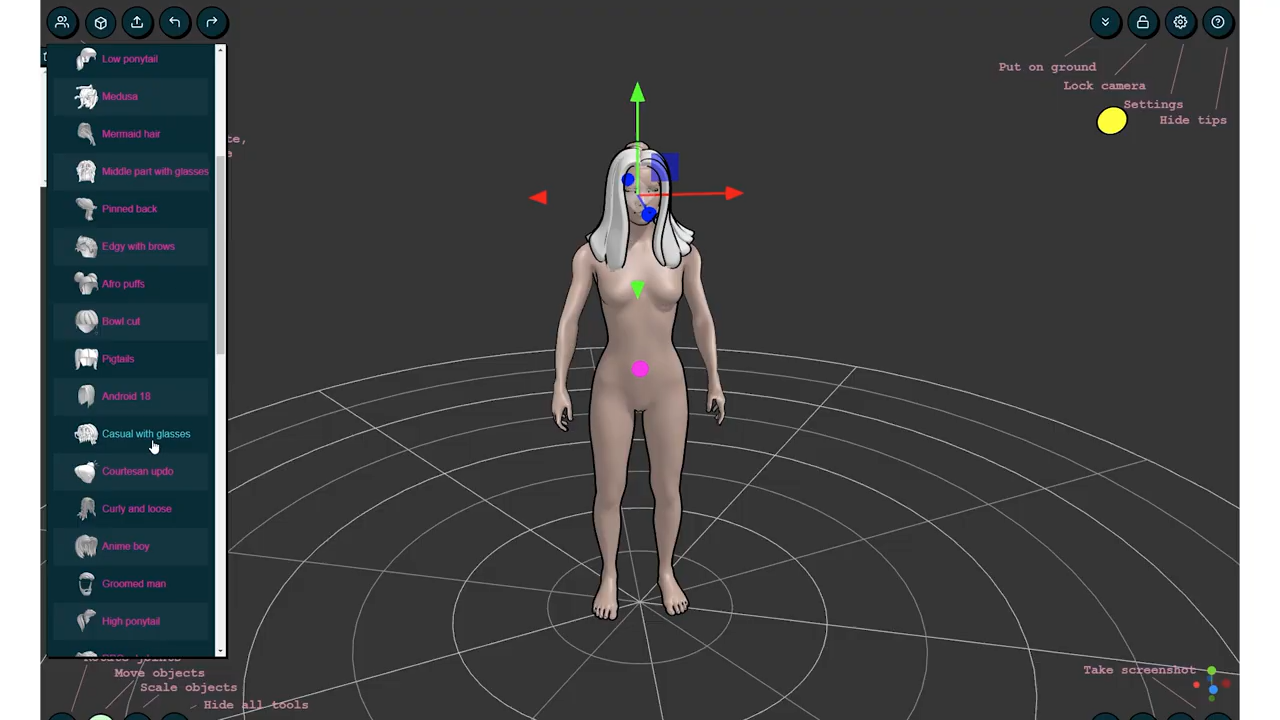 Low ponytail
Medusa
Mermaid hair
Middle part with glasses
Pinned back
Edgy with brows
Afro puffs
Bowl cut
Pigtails
Android 18
Casual with glasses
Courtesan updo
Curly and loose
Anime boy
Groomed man
High ponytail
Put on ground
Lock camera
Settings
Hide tips
Move objects
Scale objects
Hide all tools
Take screenshot